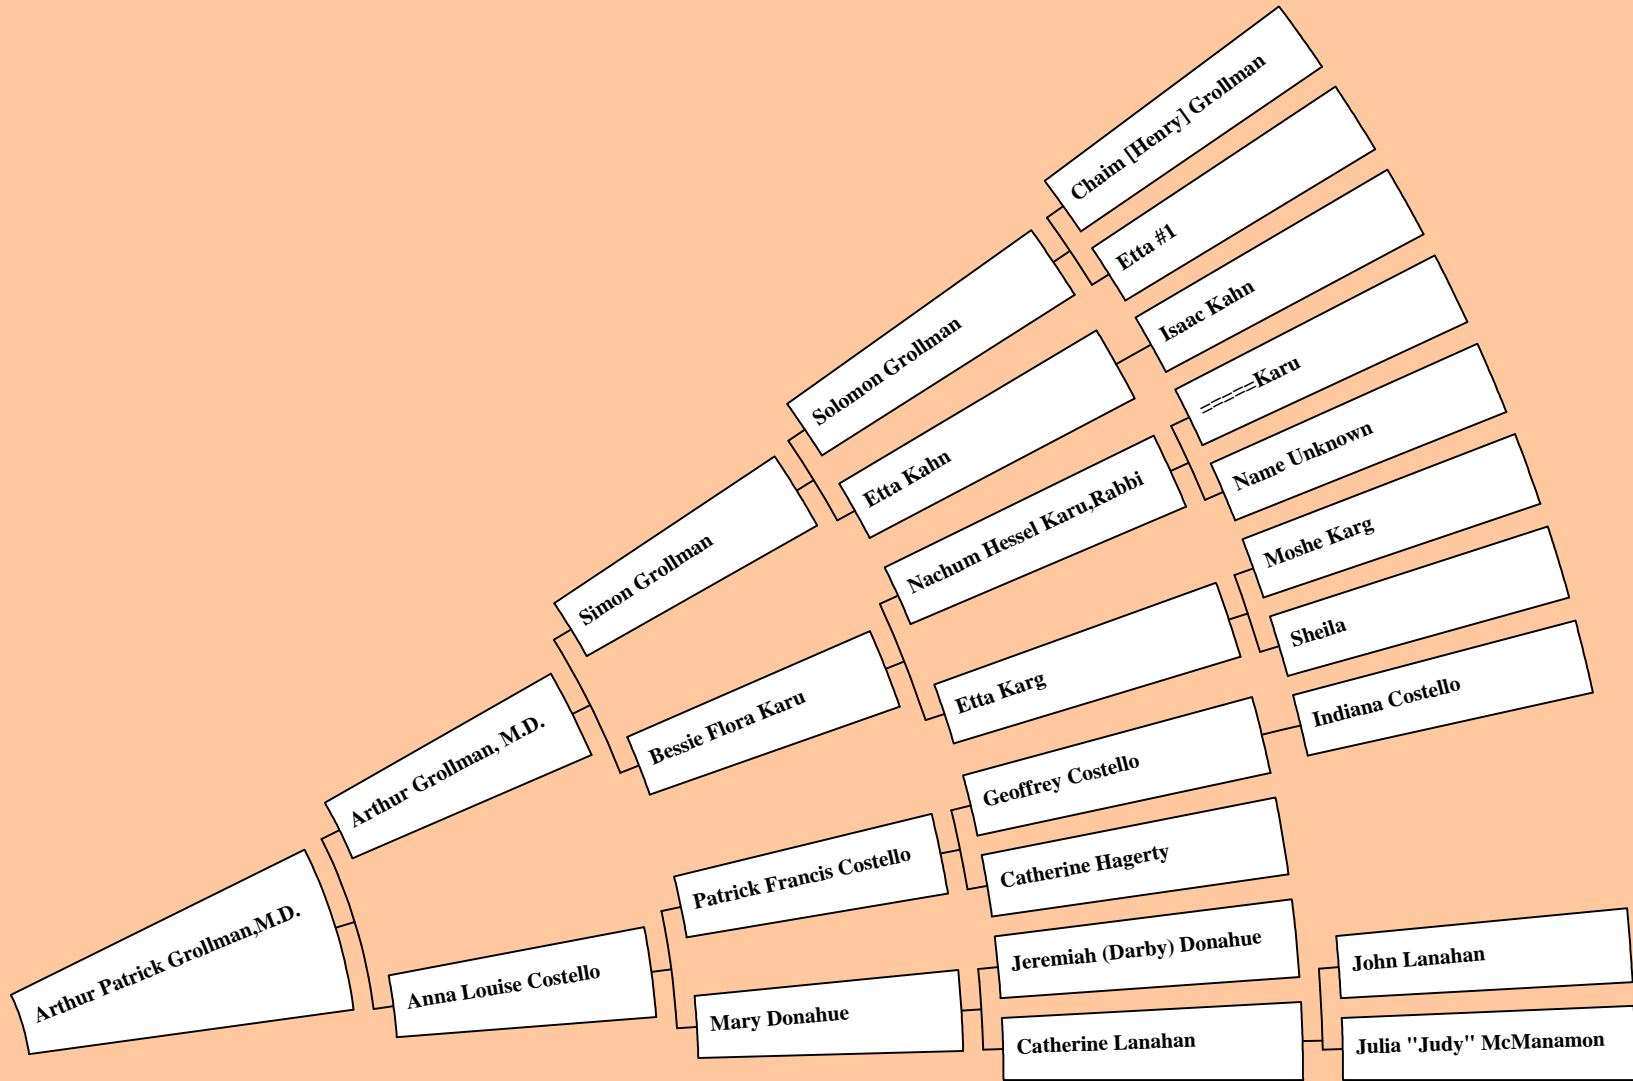 Chaim [Henry] Grollman
Etta #1
Solomon Grollman
Isaac Kahn
Etta Kahn
=====Karu
Simon Grollman
Name Unknown
Nachum Hessel Karu,Rabbi
Moshe Karg
Bessie Flora Karu
Sheila
Etta Karg
Arthur Grollman, M.D.
Indiana Costello
Geoffrey Costello
Patrick Francis Costello
Catherine Hagerty
Arthur Patrick Grollman,M.D.
Anna Louise Costello
Jeremiah (Darby) Donahue
John Lanahan
Mary Donahue
Catherine Lanahan
Julia "Judy" McManamon